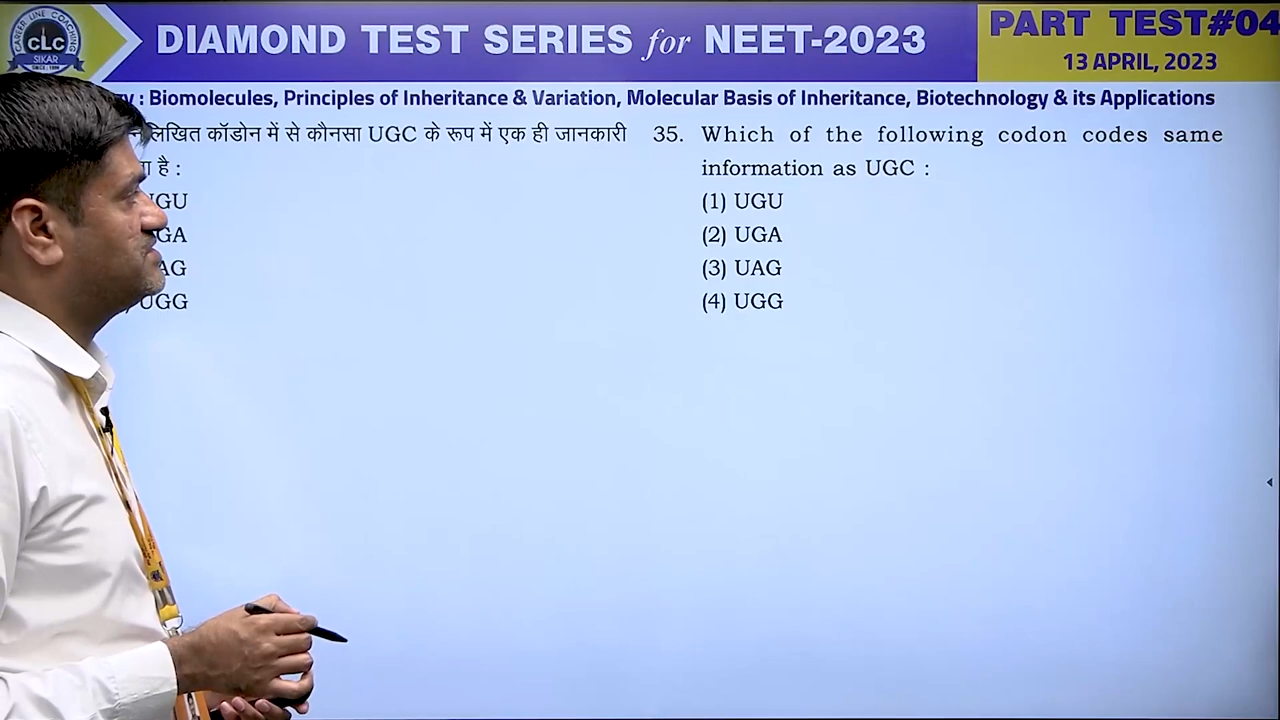 CAREER LINE COACHING
CLC
SIKAR
DIAMOND TEST SERIES for NEET-2023
PART TEST#04
13 APRIL, 2023
: Biomolecules, Principles of Inheritance & Variation, Molecular Basis of Inheritance, Biotechnology & its Applications
कॉडोन में से कौनसा UGC के रूप में एक ही जानकारी
है :
UGG
35. Which of the following codon codes same
information as UGC :
(1) UGU
(2) UGA
(3) UAG
(4) UGG